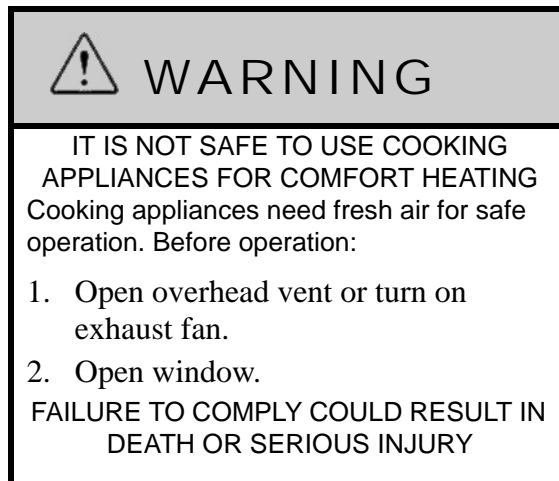 WARNING
IT IS NOT SAFE TO USE COOKING
APPLIANCES FOR COMFORT HEATING
Cooking appliances need fresh air for safe
operation. Before operation:
1. Open overhead vent or turn on
exhaust fan.
2. Open window.
FAILURE TO COMPLY COULD RESULT IN
DEATH OR SERIOUS INJURY